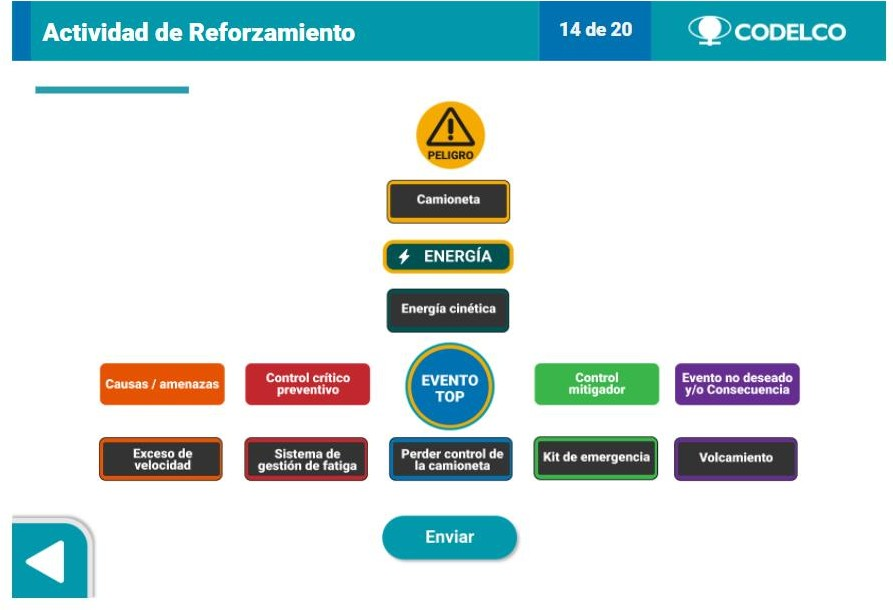 Actividad de Reforzamiento
14 de 20
CODELCO
PELIGRO
Camioneta
ENERGÍA
Energía cinética
Causas / amenazas
Control crítico
preventivo
EVENTO
TOP
Control
mitigador
Evento no deseado
y/o Consecuencia
Exceso de
velocidad
Sistema de
gestión de fatiga
Perder control de
la camioneta
Kit de emergencia
Volcamiento
Enviar